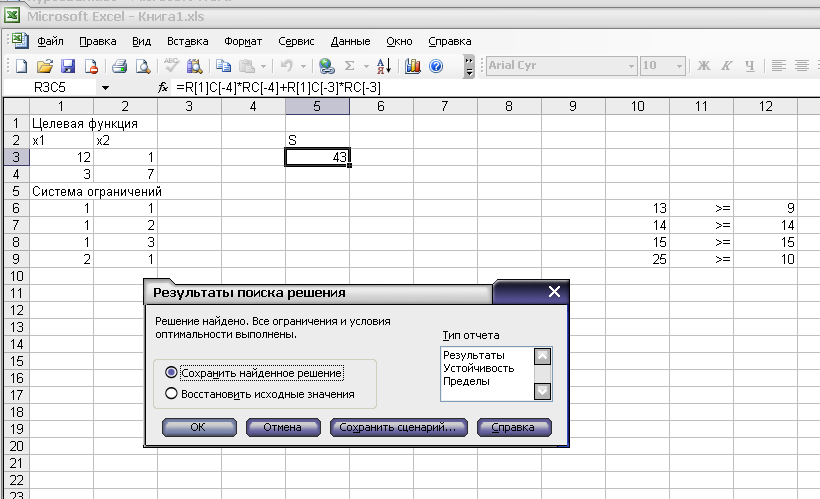 Microsoft Excel - Книга1.xls
Файл Правка Вид Вставка Формат Сервис Данные Окно Справка
Arial Cyr 10 Ж К Ч
R3C5 fx =R[1]C[-4]*RC[-4]+R[1]C[-3]*RC[-3]
1 2 3 4 5 6 7 8 9 10 11 12
1 Целевая функция
2 x1 x2 S
3 12 1 43
4 3 7
5 Система ограничений
6 1 1 13 >= 9
7 1 2 14 >= 14
8 1 3 15 >= 15
9 2 1 25 >= 10
10
11
12
13
14
15
16
17
18
19
20
21
22
23
Результаты поиска решения
Решение найдено. Все ограничения и условия
оптимальности выполнены.
Тип отчета
Результаты
Устойчивость
Пределы
Сохранить найденное решение
Восстановить исходные значения
ОК Отмена Сохранить сценарий... Справка